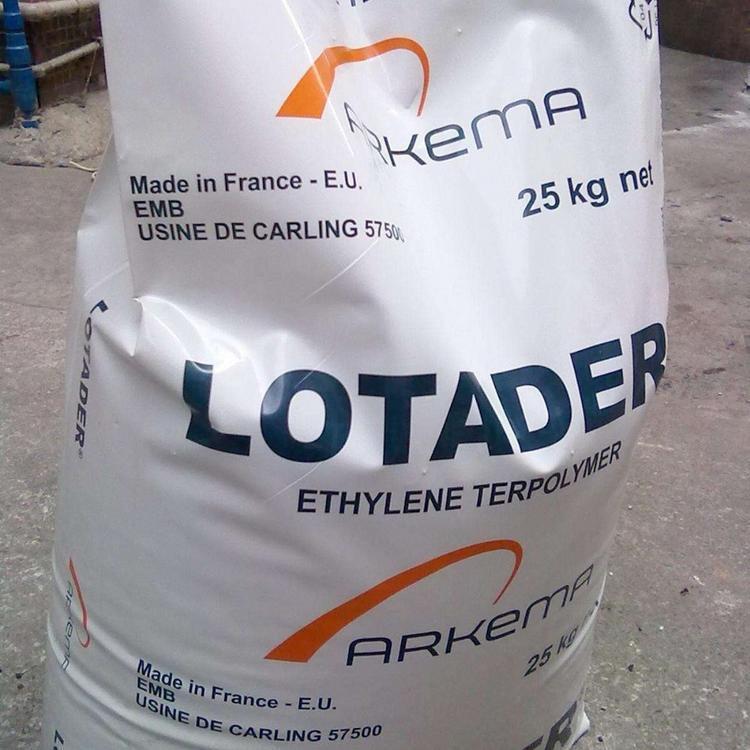 ARKEMA
Made in France - E.U.
EMB
USINE DE CARLING 57500
25 kg net
LOTADER
LOTADER®
ETHYLENE TERPOLYMER
ARKEMA
ARKEMA
25 kg
Made in France - E.U.
EMB
USINE DE CARLING 57500